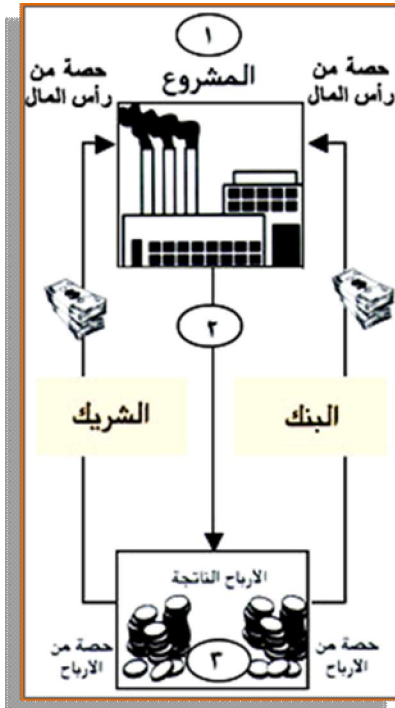 ١
حصة من
رأس المال
المشروع
حصة من
رأس المال
٢
البنك
الشريك
الأرباح الناتجة
حصة من
الأرباح
٣
حصة من
الأرباح